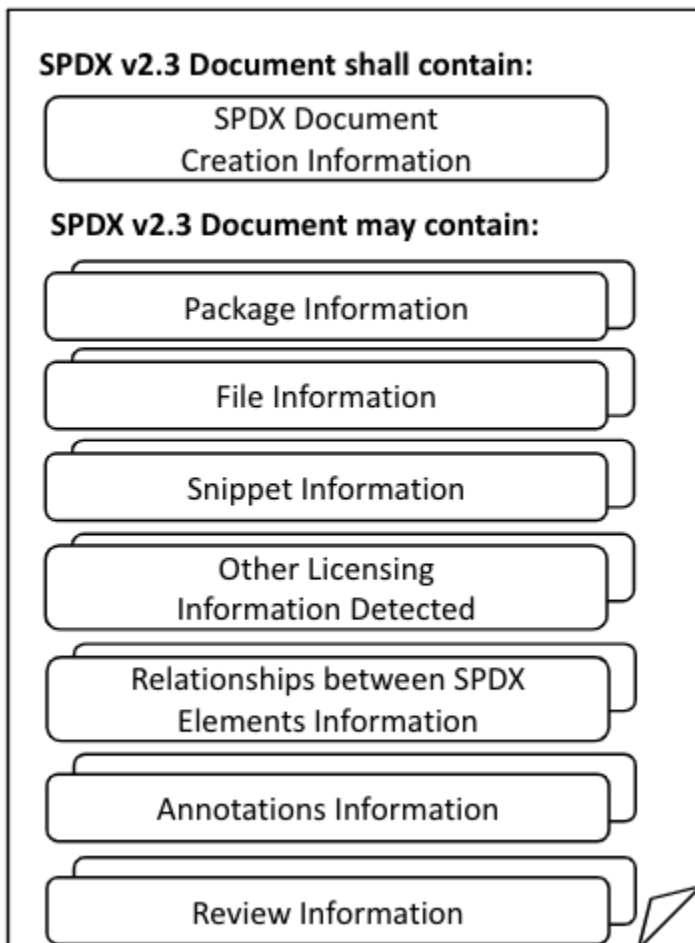 SPDX v2.3 Document shall contain:
SPDX Document
Creation Information
SPDX v2.3 Document may contain:
Package Information
File Information
Snippet Information
Other Licensing
Information Detected
Relationships between SPDX
Elements Information
Annotations Information
Review Information